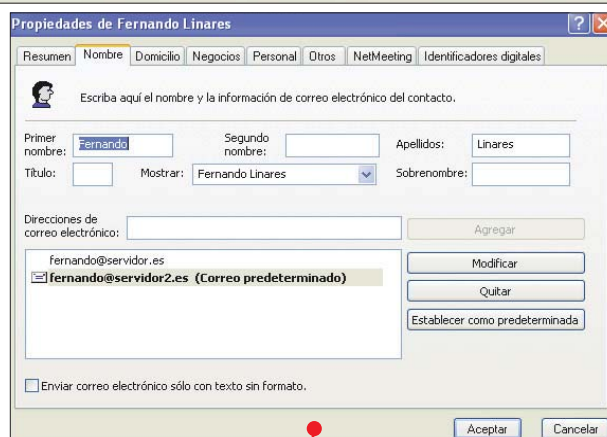 Propiedades de Fernando Linares
Resumen Nombre Domicilio Negocios Personal Otros NetMeeting Identificadores digitales
Escriba aquí el nombre y la información de correo electrónico del contacto.
Primer nombre: Fernando Segundo nombre: Apellidos: Linares
Título: Mostrar: Fernando Linares Sobrenombre:
Direcciones de correo electrónico: Agregar
fernando@servidor.es
Modificar
fernando@servidor2.es (Correo predeterminado)
Quitar
Establecer como predeterminada
Enviar correo electrónico sólo con texto sin formato.
Aceptar Cancelar